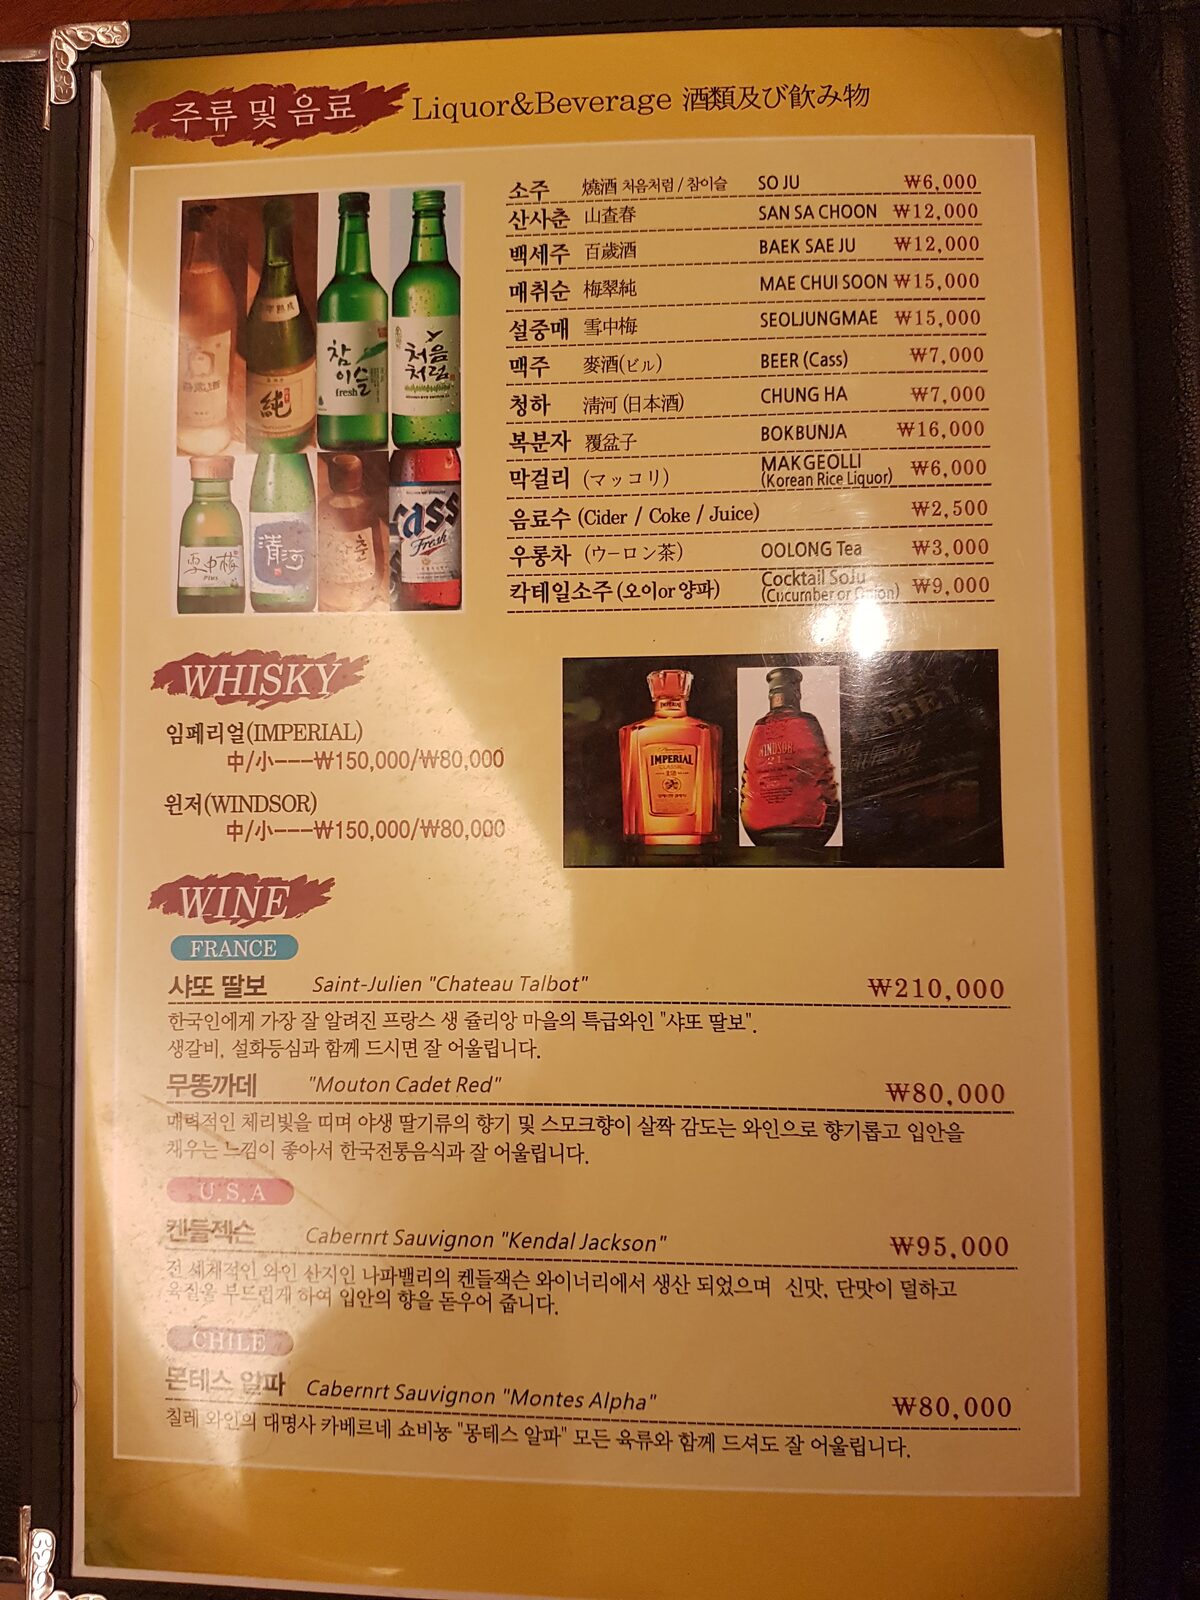 주류 및 음료 Liquor&Beverage 酒類及び飮み物
소주 燒酒 처음처럼 / 참이슬 SO JU ₩6,000
산사춘 山査春 SAN SA CHOON ₩12,000
백세주 百歲酒 BAEK SAE JU ₩12,000
매취순 梅翠純 MAE CHUI SOON ₩15,000
설중매 雪中梅 SEOLJUNGMAE ₩15,000
맥주 麥酒(ビル) BEER (Cass) ₩7,000
청하 淸河 (日本酒) CHUNG HA ₩7,000
복분자 覆盆子 BOKBUNJA ₩16,000
막걸리 (マッコリ) MAKGEOLLI (Korean Rice Liquor) ₩6,000
음료수 (Cider / Coke / Juice) ₩2,500
우롱차 (ウーロン茶) OOLONG Tea ₩3,000
칵테일소주 (오이or 양파) Cocktail SoJu (Cucumber or Onion) ₩9,000
純
참이슬
fresh
처음처럼
雪中梅
Plus
淸河
춘
Cass
Fresh
WHISKY
임페리얼(IMPERIAL)
中/小---₩150,000/₩80,000
윈저(WINDSOR)
中/小---₩150,000/₩80,000
IMPERIAL
IMPERIAL
CLASSIC
WINDSOR
21
WINE
FRANCE
샤또 딸보 Saint-Julien "Chateau Talbot" ₩210,000
한국인에게 가장 잘 알려진 프랑스 생 쥴리앙 마을의 특급와인 "샤또 딸보".
생갈비, 설화등심과 함께 드시면 잘 어울립니다.
무똥까데 "Mouton Cadet Red" ₩80,000
매력적인 체리빛을 띠며 야생 딸기류의 향기 및 스모크향이 살짝 감도는 와인으로 향기롭고 입안을
채우는 느낌이 좋아서 한국전통음식과 잘 어울립니다.
U.S.A
켄들젝슨 Cabernrt Sauvignon "Kendal Jackson" ₩95,000
전 세계적인 와인 산지인 나파밸리의 켄들잭슨 와이너리에서 생산 되었으며 신맛, 단맛이 덜하고
육질을 부드럽게 하여 입안의 향을 돋우어 줍니다.
CHILE
몬테스 알파 Cabernrt Sauvignon "Montes Alpha" ₩80,000
칠레 와인의 대명사 카베르네 쇼비뇽 "몽테스 알파" 모든 육류와 함께 드셔도 잘 어울립니다.